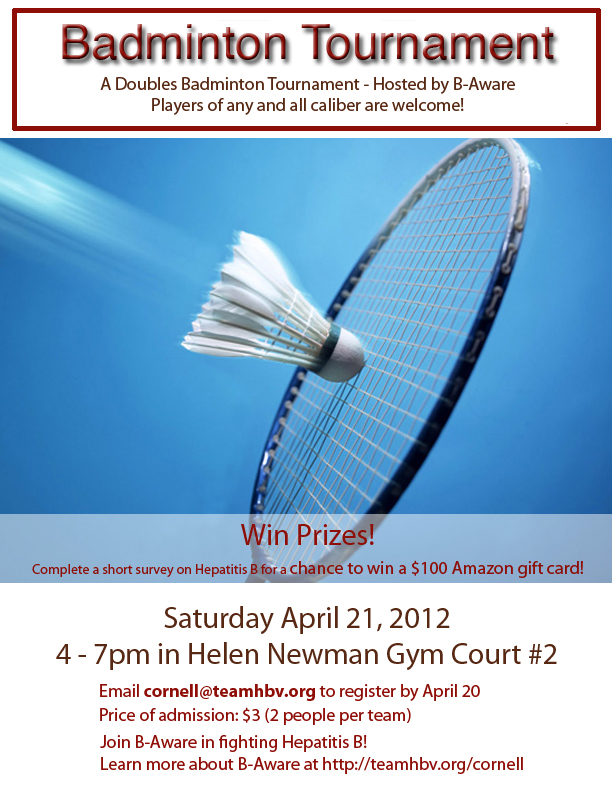 Badminton Tournament
A Doubles Badminton Tournament - Hosted by B-Aware
Players of any and all caliber are welcome!
Win Prizes!
Complete a short survey on Hepatitis B for a chance to win a $100 Amazon gift card!
Saturday April 21, 2012
4 - 7pm in Helen Newman Gym Court #2
Email cornell@teamhbv.org to register by April 20
Price of admission: $3 (2 people per team)
Join B-Aware in fighting Hepatitis B!
Learn more about B-Aware at http://teamhbv.org/cornell